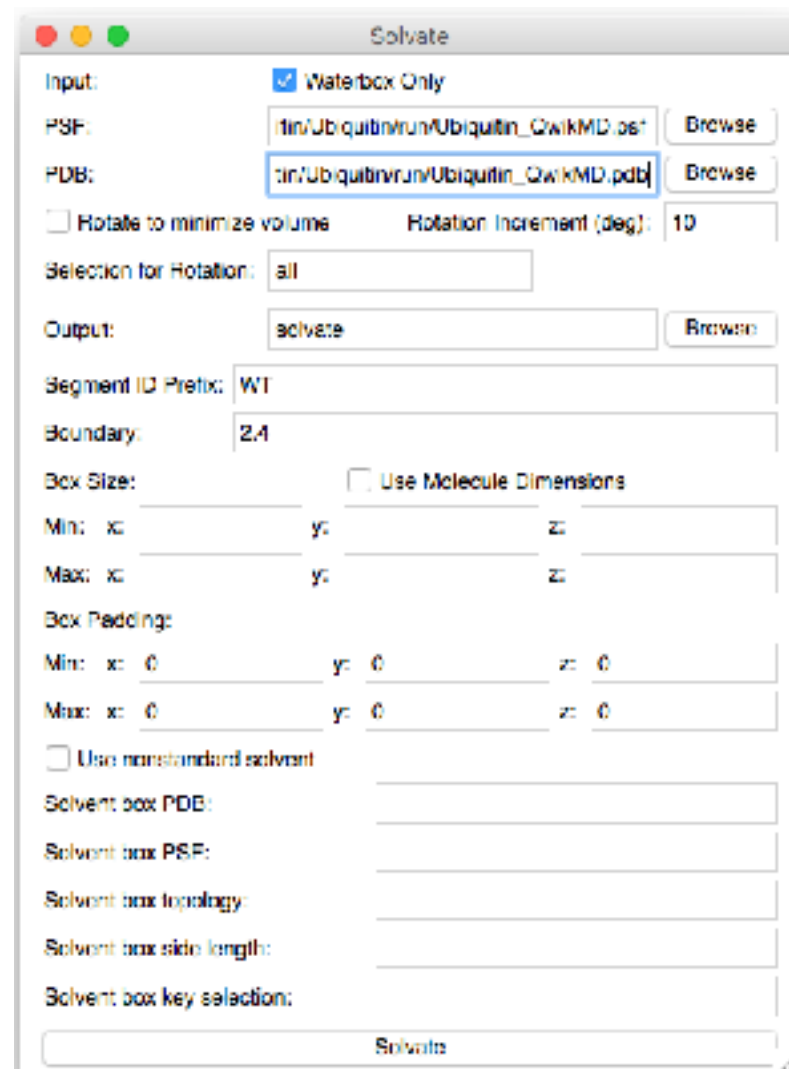 Solvate
Input: Waterbox Only
PSF: tin/Ubiquitin/run/Ubiquitin_QwikMD.psf Browse
PDB: tin/Ubiquitin/run/Ubiquitin_QwikMD.pdb Browse
Rotate to minimize volume Rotation Increment (deg): 10
Selection for Rotation: all
Output: solvate Browse
Segment ID Prefix: WT
Boundary: 2.4
Box Size: Use Molecule Dimensions
Min: x: y: z:
Max: x: y: z:
Box Padding:
Min: x: 0 y: 0 z: 0
Max: x: 0 y: 0 z: 0
Use nonstandard solvent
Solvent box PDB:
Solvent box PSF:
Solvent box topology:
Solvent box side length:
Solvent box key selection:
Solvate